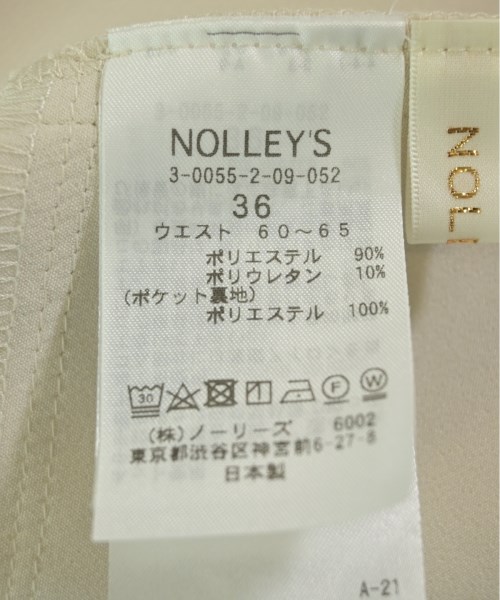 NOLLEY'S
3-0055-2-09-052
36
ウエスト 60〜65
ポリエステル 90%
ポリウレタン 10%
(ポケット裏地)
ポリエステル 100%
30 F W
(株)ノーリーズ 6002
東京都渋谷区神宮前6-27-8
日本製
A-21
NOLL